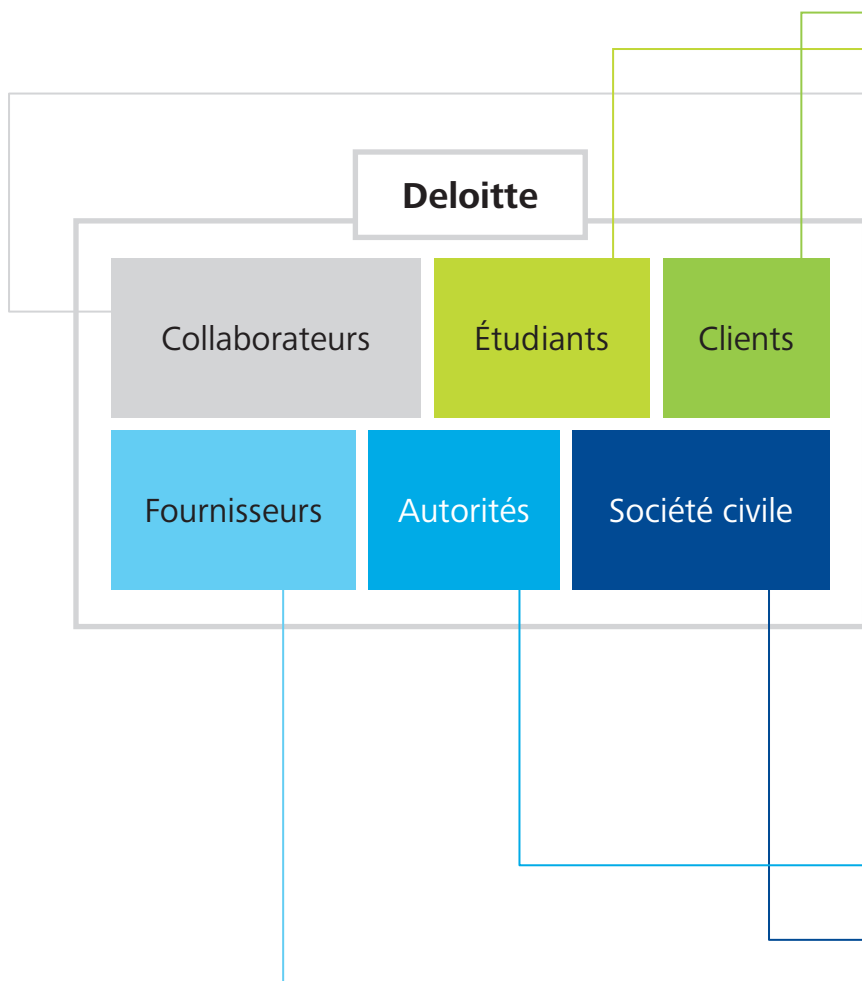 Deloitte
Collaborateurs
Étudiants
Clients
Fournisseurs
Autorités
Société civile